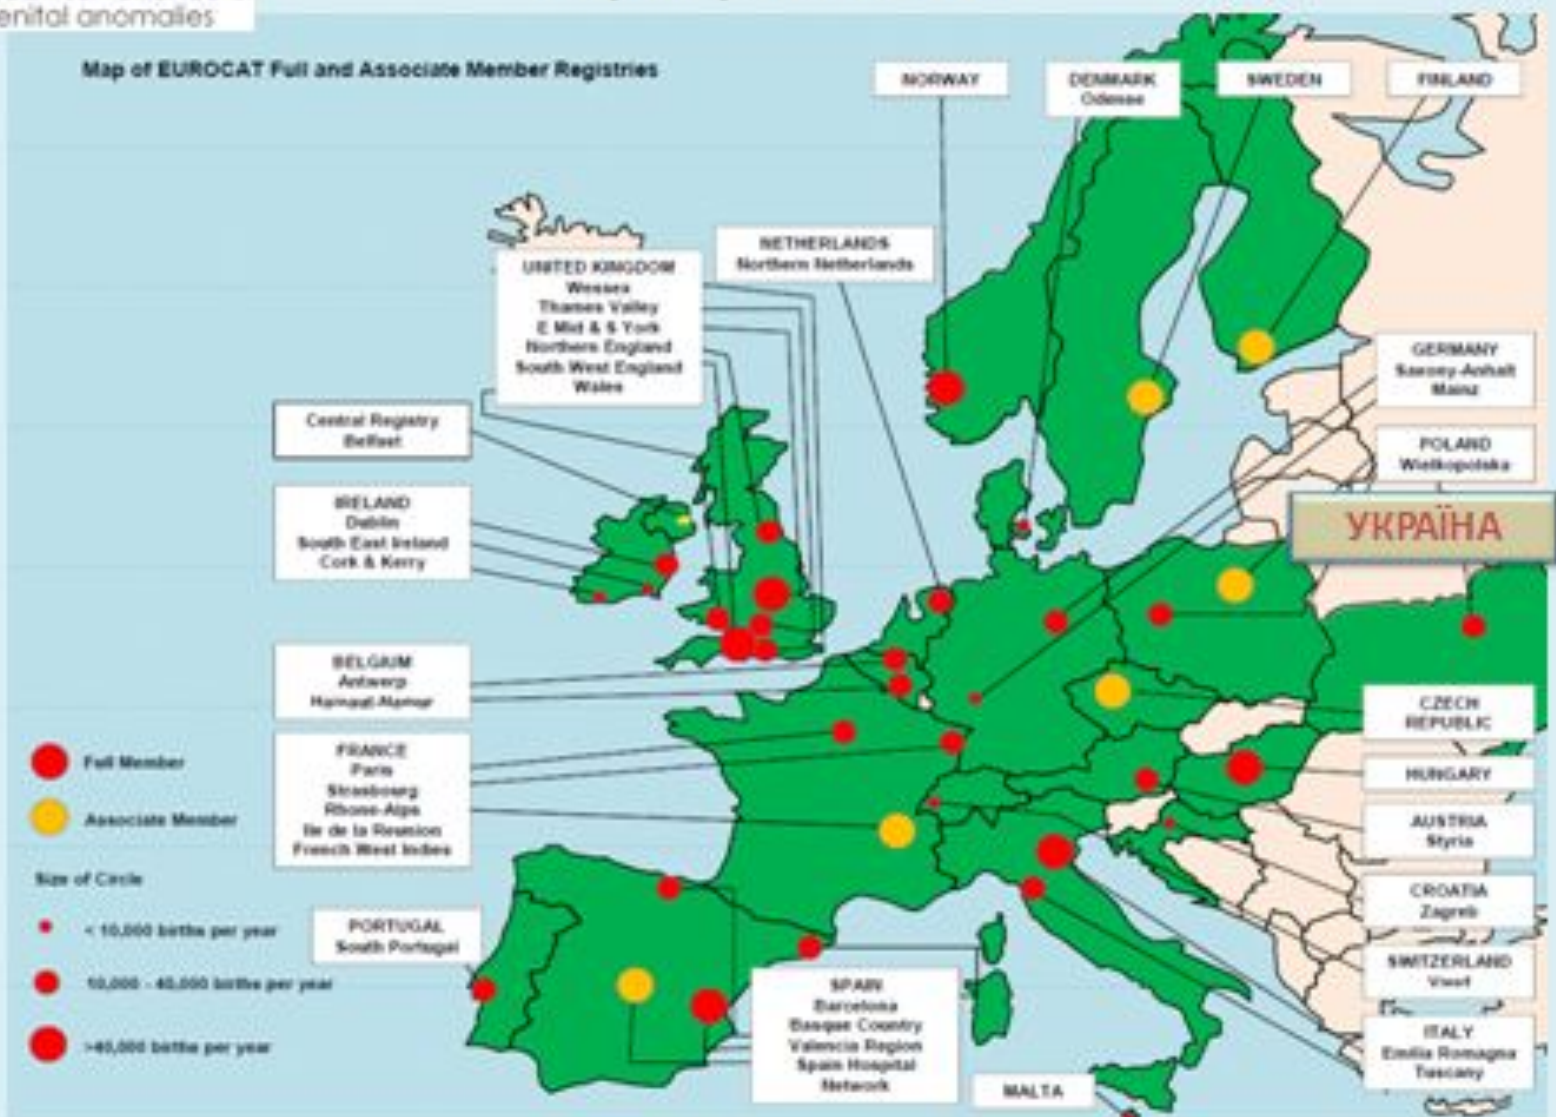 enital anomalies
Map of EUROCAT Full and Associate Member Registries
NORWAY
DENMARK
Odense
SWEDEN
FINLAND
NETHERLANDS
Northern Netherlands
UNITED KINGDOM
Wessex
Thames Valley
E Mid & S York
Northern England
South West England
Wales
GERMANY
Saxony-Anhalt
Mainz
Central Registry
Belfast
POLAND
Wielkopolska
УКРАЇНА
IRELAND
Dublin
South East Ireland
Cork & Kerry
BELGIUM
Antwerp
Hainaut-Namur
CZECH
REPUBLIC
FRANCE
Paris
Strasbourg
Rhone-Alps
Ile de la Reunion
French West Indies
Full Member
Associate Member
HUNGARY
AUSTRIA
Styria
Size of Circle
< 10,000 births per year
10,000 - 40,000 births per year
>40,000 births per year
CROATIA
Zagreb
PORTUGAL
South Portugal
SWITZERLAND
Vaud
SPAIN
Barcelona
Basque Country
Valencia Region
Spain Hospital
Network
ITALY
Emilia Romagna
Tuscany
MALTA